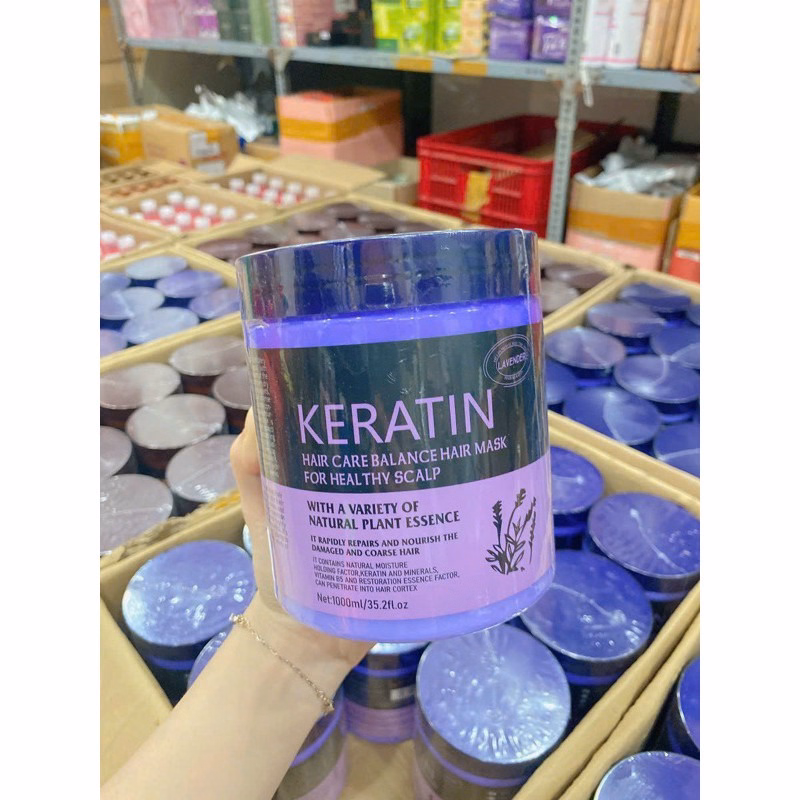 LAVENDER
KERATIN
HAIR CARE BALANCE HAIR MASK
FOR HEALTHY SCALP
WITH A VARIETY OF
NATURAL PLANT ESSENCE
IT RAPIDLY REPAIRS AND NOURISH THE
DAMAGED AND COARSE HAIR
IT CONTAINS NATURAL MOISTURE
HOLDING FACTOR,KERATIN AND MINERALS,
VITAMIN B5 AND RESTORATION ESSENCE FACTOR,
CAN PENETRATE INTO HAIR CORTEX
Net:1000ml/35.2fl.oz